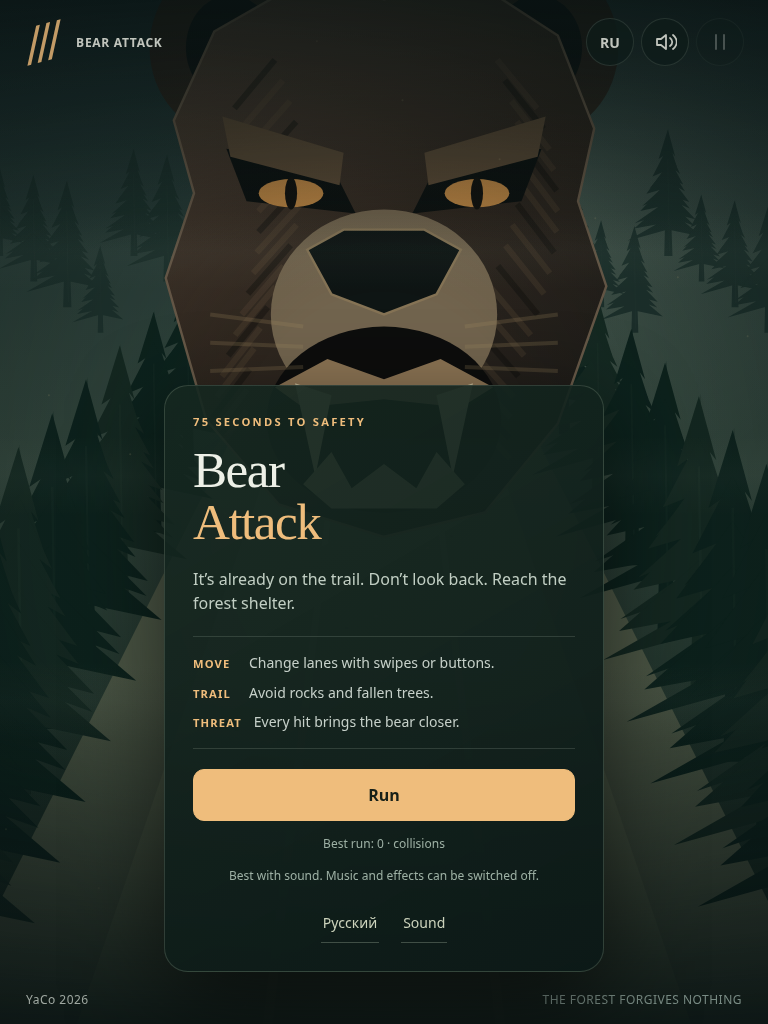 BEAR ATTACK
RU
75 SECONDS TO SAFETY
Bear
Attack
It’s already on the trail. Don’t look back. Reach the
forest shelter.
MOVE Change lanes with swipes or buttons.
TRAIL Avoid rocks and fallen trees.
THREAT Every hit brings the bear closer.
Run
Best run: 0 · collisions
Best with sound. Music and effects can be switched off.
Русский Sound
YaCo 2026
THE FOREST FORGIVES NOTHING